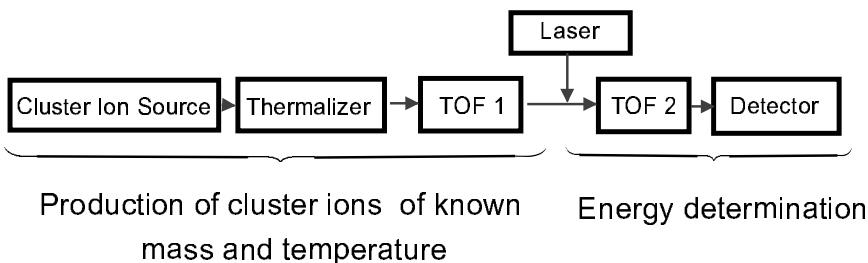 Laser
Cluster Ion Source
Thermalizer
TOF 1
TOF 2
Detector
Production of cluster ions of known
mass and temperature
Energy determination